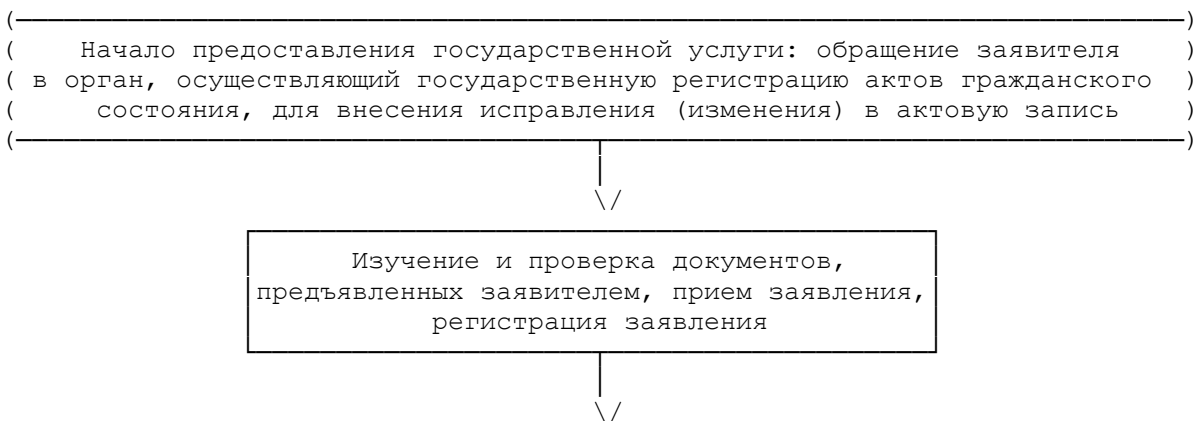 Начало предоставления государственной услуги: обращение заявителя
в орган, осуществляющий государственную регистрацию актов гражданского
состояния, для внесения исправления (изменения) в актовую запись
Изучение и проверка документов,
предъявленных заявителем, прием заявления,
регистрация заявления